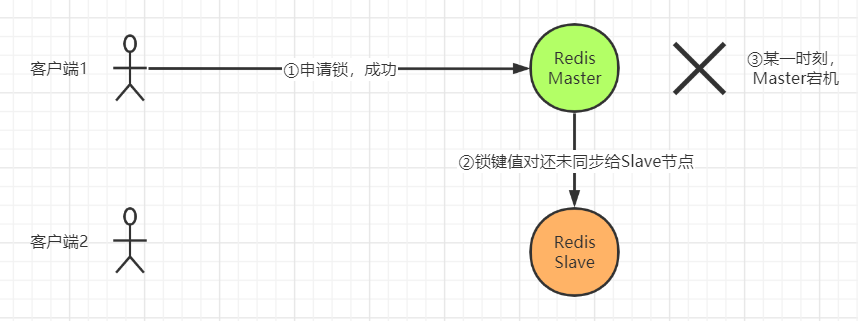 客户端1
①申请锁，成功
Redis
Master
③某一时刻，
Master宕机
②锁键值对还未同步给Slave节点
客户端2
Redis
Slave